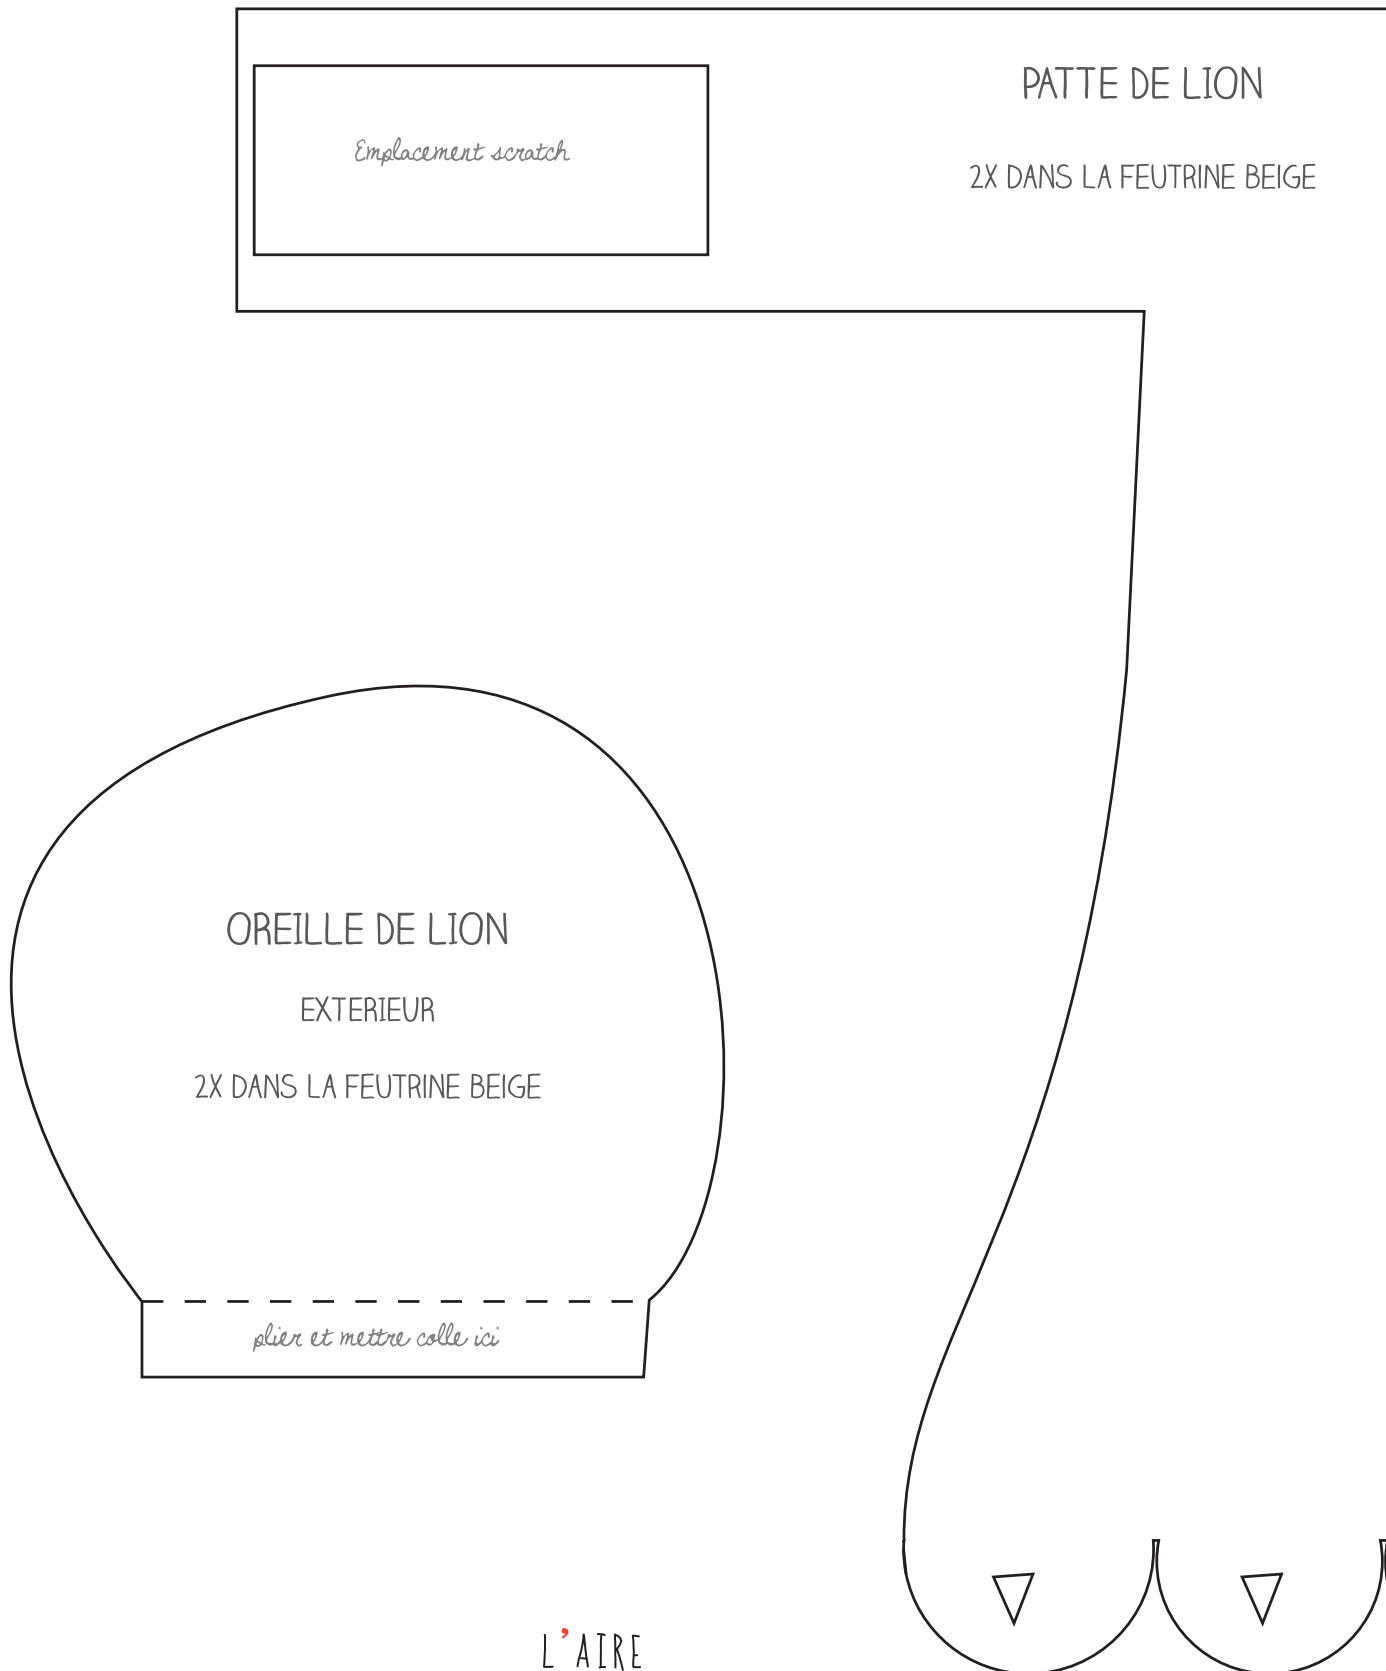 PATTE DE LION
Emplacement scratch
2X DANS LA FEUTRINE BEIGE
OREILLE DE LION
EXTERIEUR
2X DANS LA FEUTRINE BEIGE
plier et mettre colle ici
L'AIRE